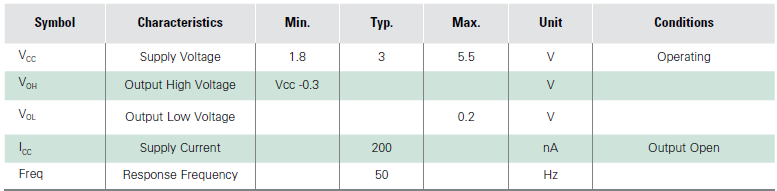 Symbol Characteristics Min. Typ. Max. Unit Conditions
VCC Supply Voltage 1.8 3 5.5 V Operating
VOH Output High Voltage Vcc -0.3 V
VOL Output Low Voltage 0.2 V
Icc Supply Current 200 nA Output Open
Freq Response Frequency 50 Hz